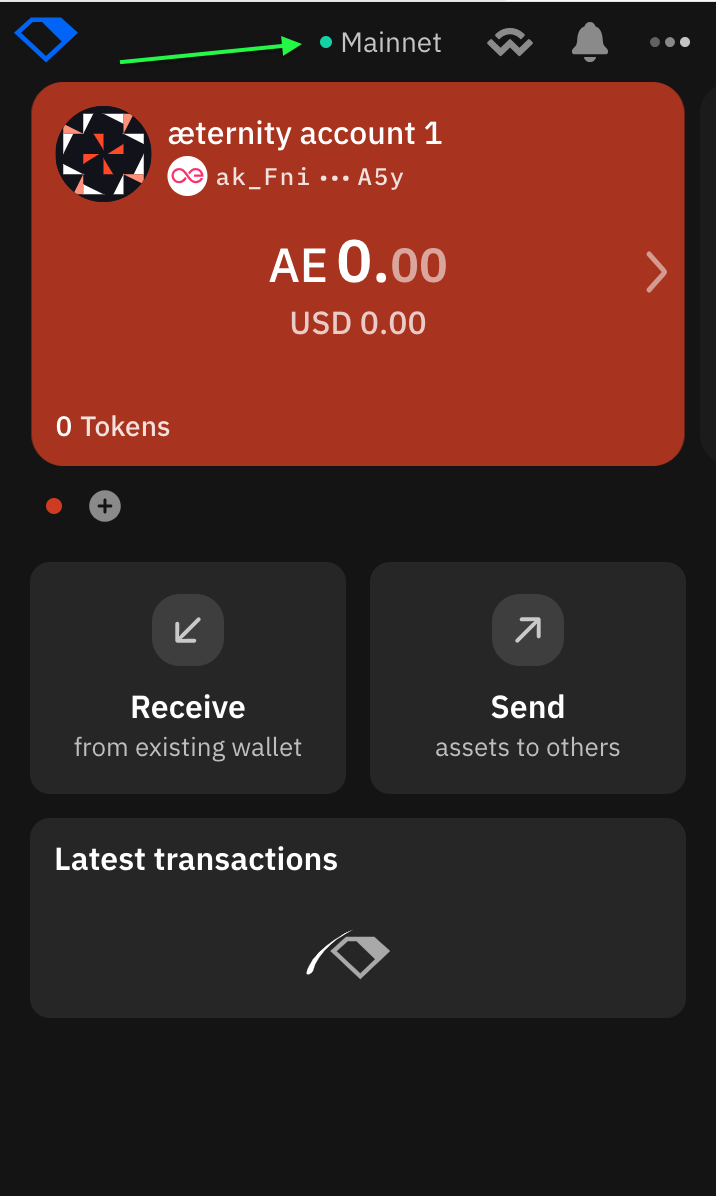 Mainnet
æternity account 1
ak_Fni ••• A5y
AE 0.00
USD 0.00
0 Tokens
Receive
from existing wallet
Send
assets to others
Latest transactions